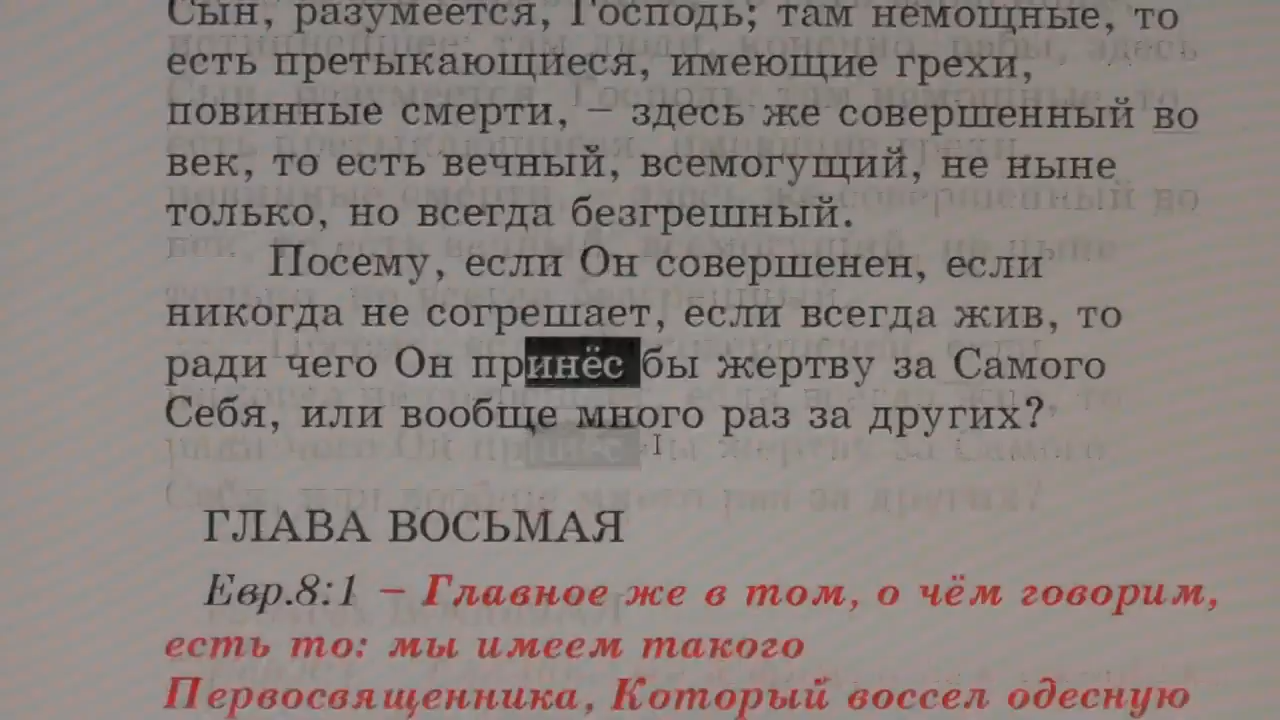 Сын, разумеется, Господь; там немощные, то
есть претыкающиеся, имеющие грехи,
повинные смерти, – здесь же совершенный во
век, то есть вечный, всемогущий, не ныне
только, но всегда безгрешный.
Посему, если Он совершенен, если
никогда не согрешает, если всегда жив, то
ради чего Он принёс бы жертву за Самого
Себя, или вообще много раз за других?
ГЛАВА ВОСЬМАЯ
Евр.8:1 – Главное же в том, о чём говорим,
есть то: мы имеем такого
Первосвященника, Который воссел одесную